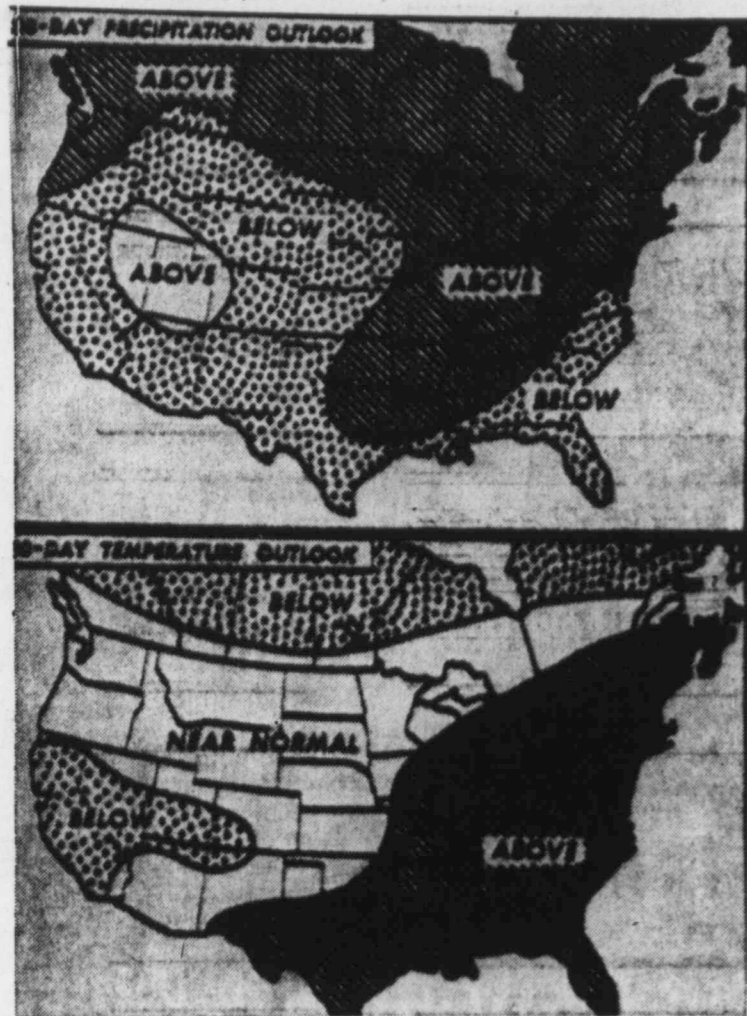 -DAY PRECIPITATION OUTLOOK
ABOVE
BELOW
ABOVE
ABOVE
BELOW
-DAY TEMPERATURE OUTLOOK
BELOW
NEAR NORMAL
BELOW
ABOVE